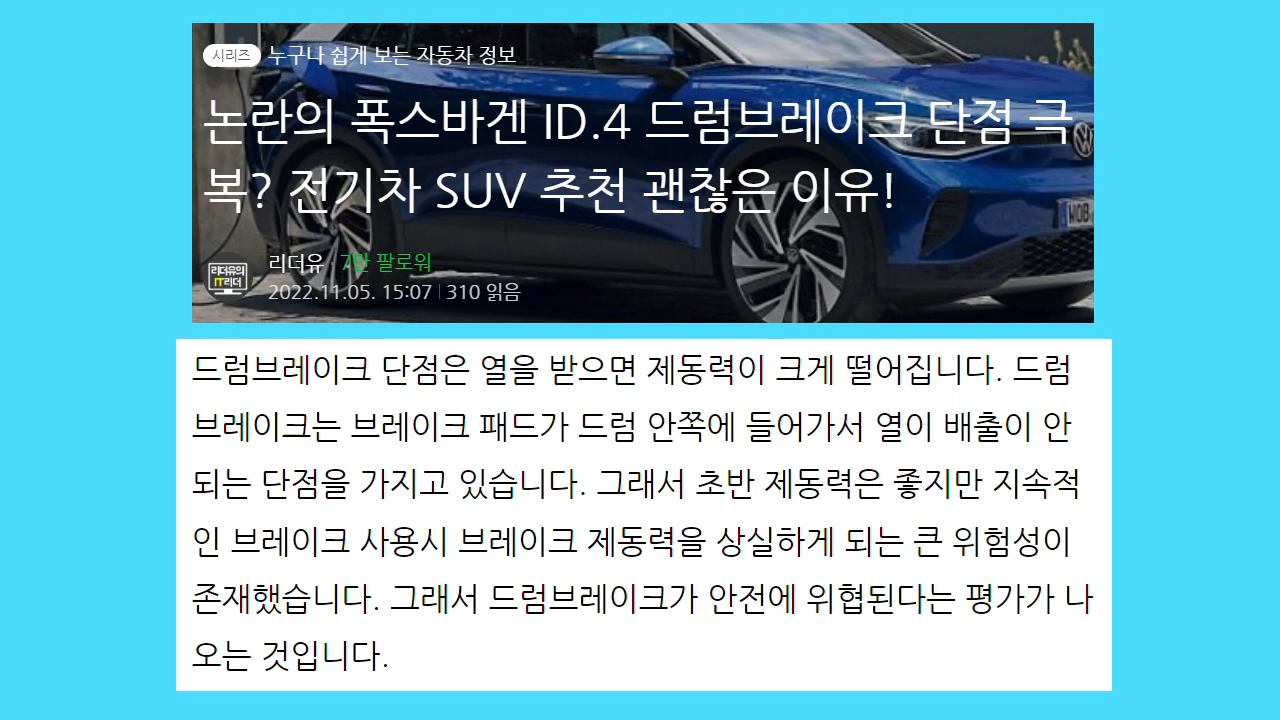 시리즈 누구나 쉽게 보는 자동차 정보
논란의 폭스바겐 ID.4 드럼브레이크 단점 극
복? 전기차 SUV 추천 괜찮은 이유!
리더유의
IT리더
리더유 · 7만 팔로워
2022.11.05. 15:07 | 310 읽음
드럼브레이크 단점은 열을 받으면 제동력이 크게 떨어집니다. 드럼
브레이크는 브레이크 패드가 드럼 안쪽에 들어가서 열이 배출이 안
되는 단점을 가지고 있습니다. 그래서 초반 제동력은 좋지만 지속적
인 브레이크 사용시 브레이크 제동력을 상실하게 되는 큰 위험성이
존재했습니다. 그래서 드럼브레이크가 안전에 위협된다는 평가가 나
오는 것입니다.